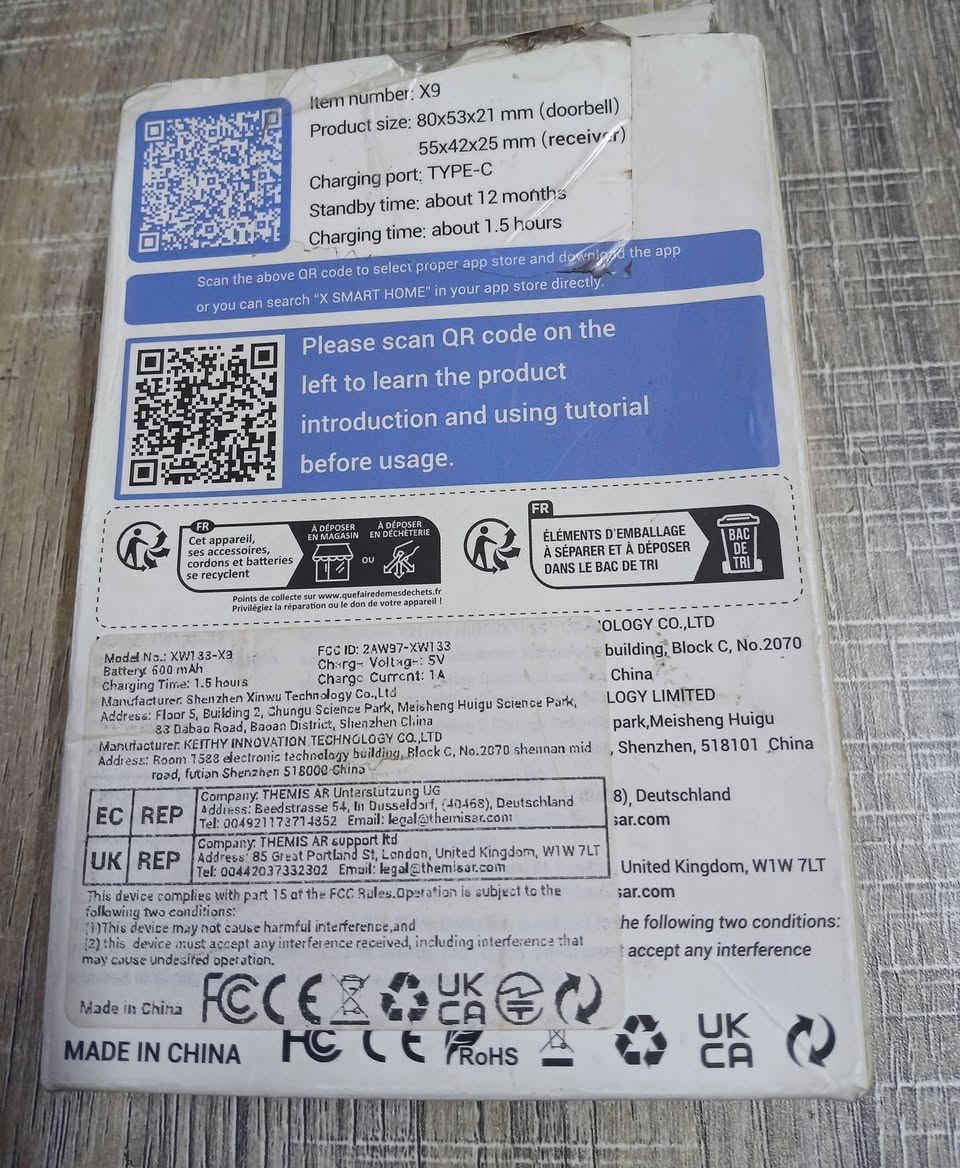 Item number: X9
Product size: 80x53x21 mm (doorbell)
55x42x25 mm (receiver)
Charging port: TYPE-C
Standby time: about 12 months
Charging time: about 1.5 hours
Scan the above QR code to select proper app store and download the app
or you can search “X SMART HOME” in your app store directly.
Please scan QR code on the
left to learn the product
introduction and using tutorial
before usage.
FR
Cet appareil,
ses accessoires,
cordons et batteries
se recyclent
À DÉPOSER
EN MAGASIN
OU
À DÉPOSER
EN DÉCHÈTERIE
Points de collecte sur www.quefairedemesdechets.fr
Privilégiez la réparation ou le don de votre appareil !
FR
ÉLÉMENTS D'EMBALLAGE
À SÉPARER ET À DÉPOSER
DANS LE BAC DE TRI
BAC
DE
TRI
Model No.: XW133-X9
Battery: 600 mAh
Charging Time: 1.5 hours
FCC ID: 2AW97-XW133
Charge Voltage: 5V
Charge Current: 1A
Manufacturer: Shenzhen Xinwu Technology Co.,Ltd
Address: Floor 5, Building 2, Chungu Science Park, Meisheng Huigu Science Park,
83 Dabao Road, Baoan District, Shenzhen China
Manufacturer: KEITHY INNOVATION TECHNOLOGY CO.,LTD
Address: Room 1588 electronic technology building, Block C, No.2070 shennan mid
road, futian Shenzhen 518000 China
EC REP
Company: THEMIS AR Unterstützung UG
Address: Beedstrasse 54, In Dusseldorf, (40468), Deutschland
Tel: 004921173714852 Email: legal@themisar.com
UK REP
Company: THEMIS AR support ltd
Address: 85 Great Portland St, London, United Kingdom, W1W 7LT
Tel: 00442037332302 Email: legal@themisar.com
This device complies with part 15 of the FCC Rules.Operation is subject to the
following two conditions:
(1)This device may not cause harmful interference,and
(2) this device must accept any interference received, including interference that
may cause undesired operation.
Made in China
FC CE UK
CA
OLOGY CO.,LTD
building, Block C, No.2070
China
LOGY LIMITED
park,Meisheng Huigu
, Shenzhen, 518101 China
8), Deutschland
sar.com
United Kingdom, W1W 7LT
sar.com
he following two conditions:
t accept any interference
MADE IN CHINA
FC CE RoHS UK
CA